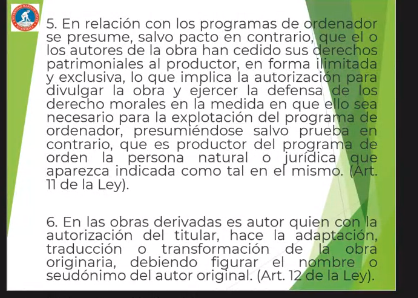 5. En relación con los programas de ordenador
se presume, salvo pacto en contrario, que el o
los autores de la obra han cedido sus derechos
patrimoniales al productor, en forma ilimitada
y exclusiva, lo que implica la autorización para
divulgar la obra y ejercer la defensa de los
derecho morales en la medida en que ello sea
necesario para la explotación del programa de
ordenador, presumiéndose salvo prueba en
contrario, que es productor del programa de
orden la persona natural o jurídica que
aparezca indicada como tal en el mismo. (Art.
11 de la Ley).
6. En las obras derivadas es autor quien con la
autorización del titular, hace la adaptación,
traducción o transformación de la obra
originaria, debiendo figurar el nombre o
seudónimo del autor original. (Art. 12 de la Ley).